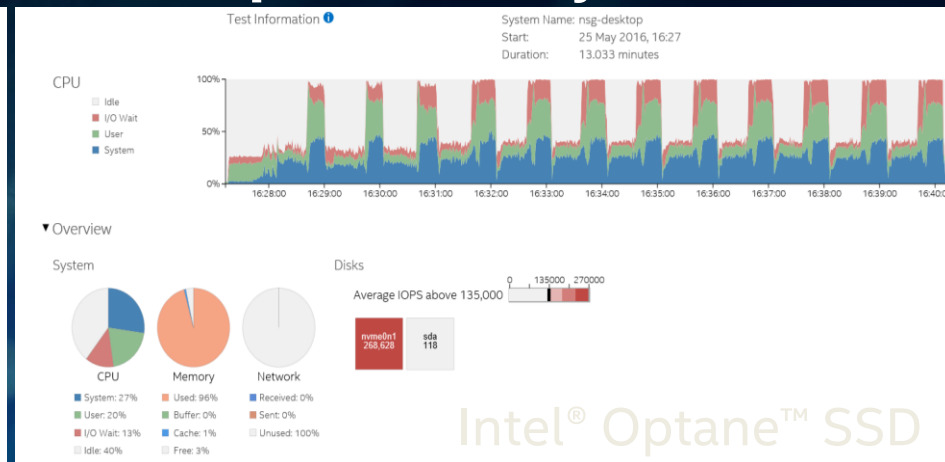 Test Information
System Name: nsg-desktop
Start: 25 May 2016, 16:27
Duration: 13.033 minutes
CPU
Idle
I/O Wait
User
System
100%
50%
0%
16:28:00 16:29:00 16:30:00 16:31:00 16:32:00 16:33:00 16:34:00 16:35:00 16:36:00 16:37:00 16:38:00 16:39:00 16:40:0
Overview
System
Disks
0 135000 270000
Average IOPS above 135,000
nvme0n1
268,628
sda
118
CPU
System: 27%
User: 20%
I/O Wait: 13%
Idle: 40%
Memory
Used: 96%
Buffer: 0%
Cache: 1%
Free: 3%
Network
Received: 0%
Sent: 0%
Unused: 100%
Intel® Optane™ SSD